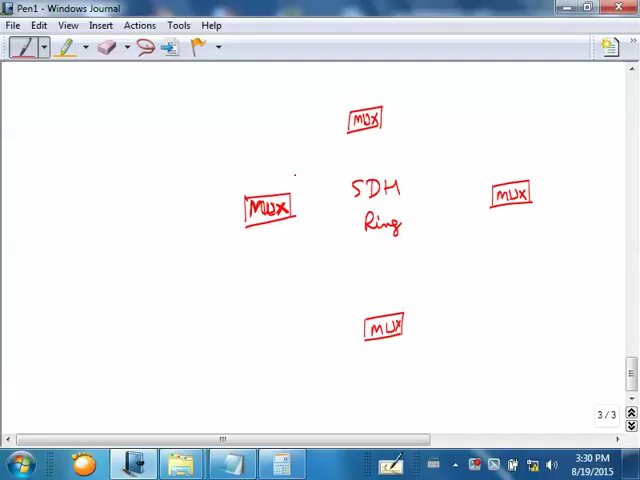 Pen1 - Windows Journal
File Edit View Insert Actions Tools Help
MUX
SDH
MUX
MUX
Ring
MUX
3 / 3
3:30 PM
8/19/2015